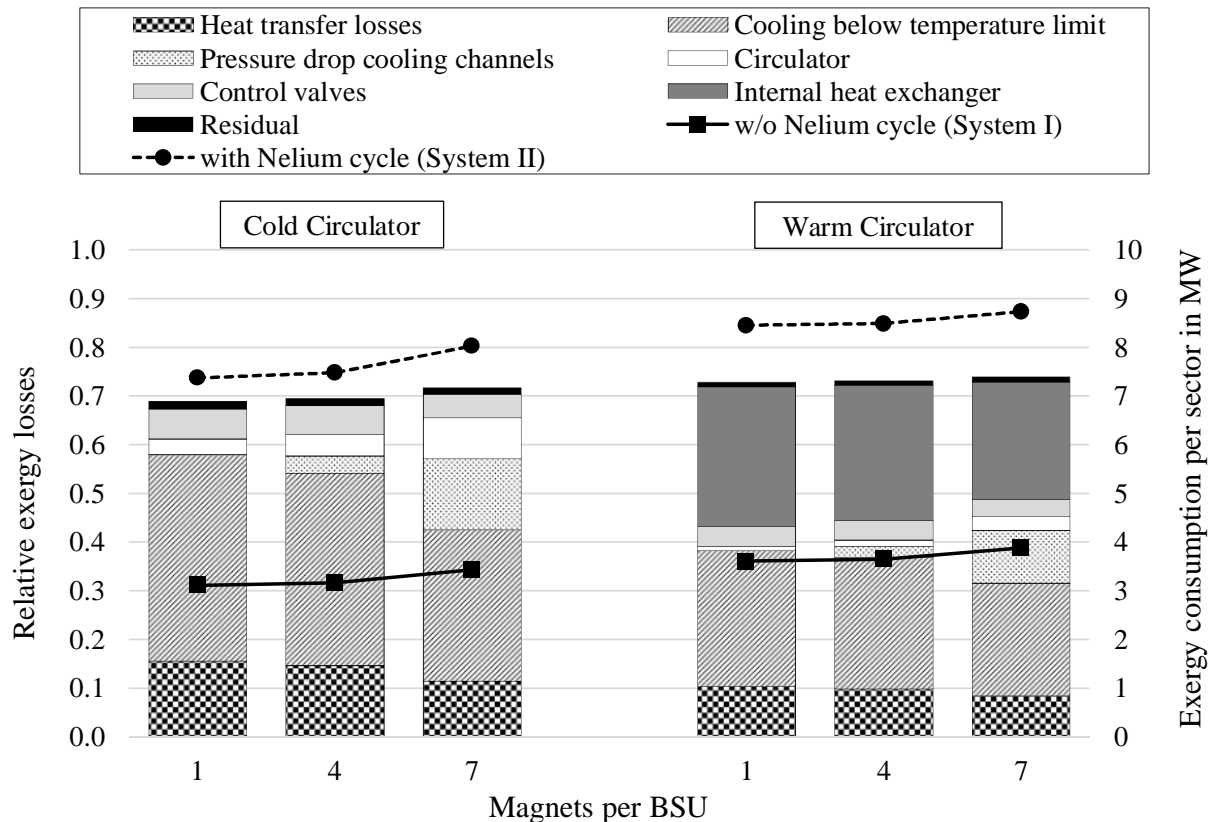 Heat transfer losses
Cooling below temperature limit
Pressure drop cooling channels
Circulator
Control valves
Internal heat exchanger
Residual
w/o Nelium cycle (System I)
with Nelium cycle (System II)
Cold Circulator
Warm Circulator
Relative exergy losses
1.0
0.9
0.8
0.7
0.6
0.5
0.4
0.3
0.2
0.1
0.0
10
9
8
7
6
5
4
3
2
1
0
Exergy consumption per sector in MW
1 4 7 1 4 7
Magnets per BSU